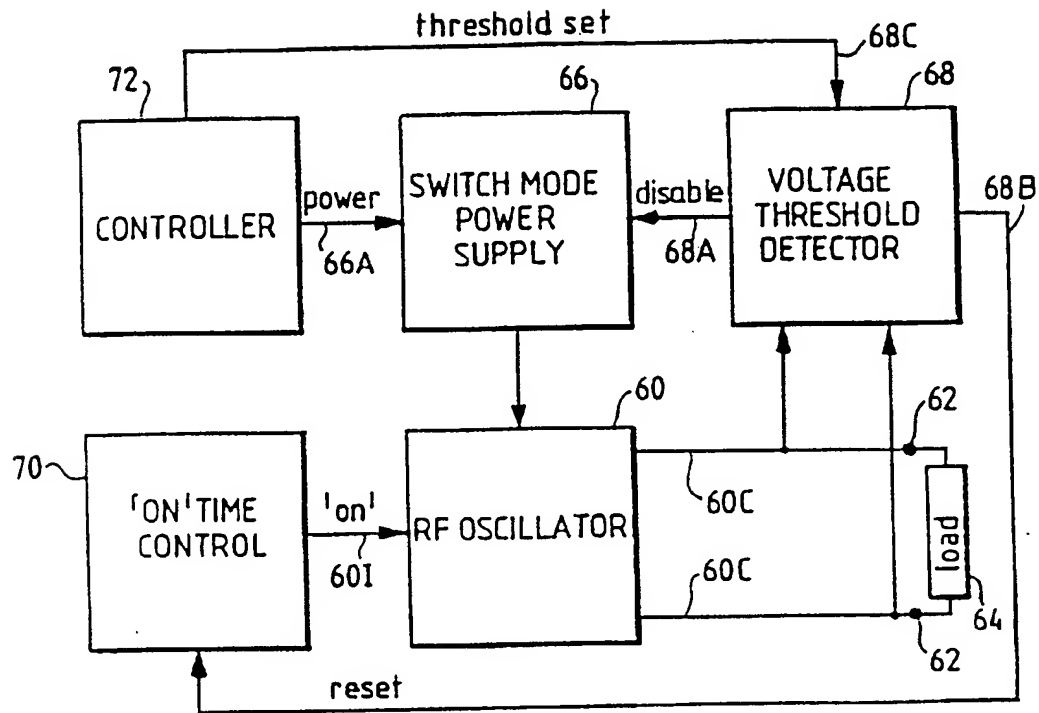 threshold set
68C
72
66
68
CONTROLLER
power
66A
SWITCH MODE
POWER
SUPPLY
disable
68A
VOLTAGE
THRESHOLD
DETECTOR
68B
60
62
70
'ON' TIME
CONTROL
'on'
60I
RF OSCILLATOR
60C
60C
load
64
62
reset